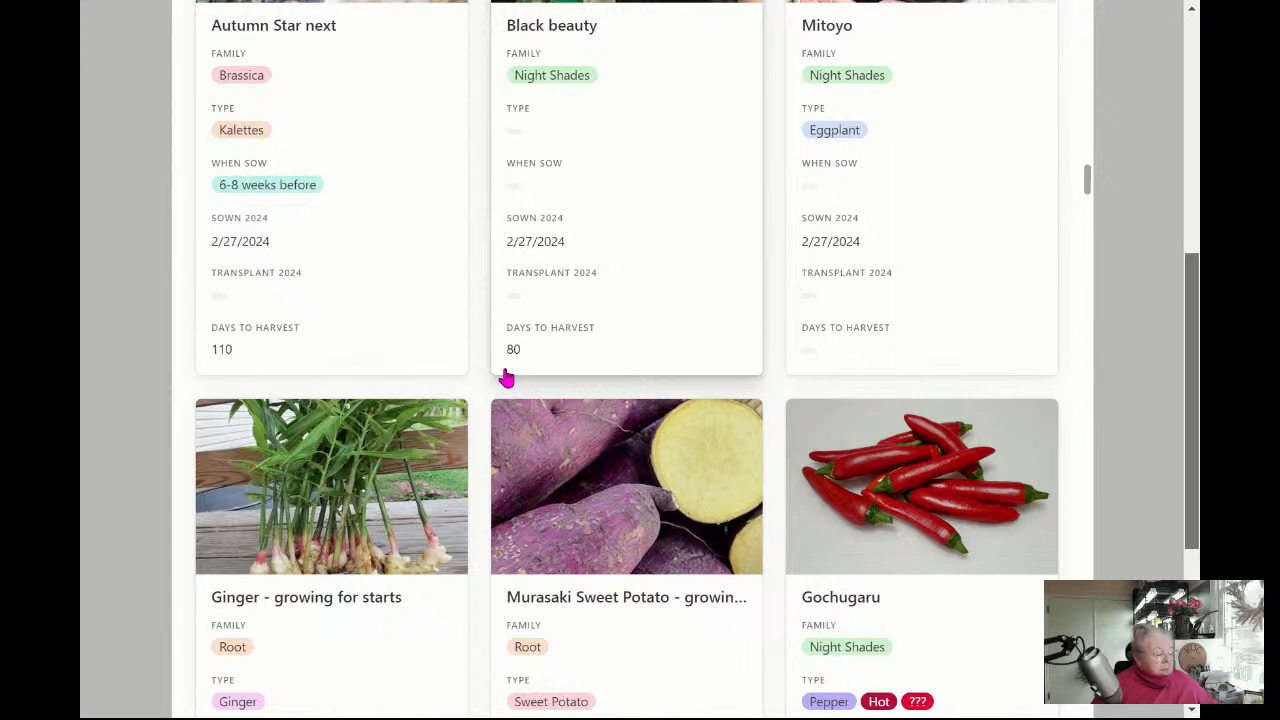 Autumn Star next
FAMILY
Brassica
TYPE
Kalettes
WHEN SOW
6-8 weeks before
SOWN 2024
2/27/2024
TRANSPLANT 2024
DAYS TO HARVEST
110
Black beauty
FAMILY
Night Shades
TYPE
WHEN SOW
SOWN 2024
2/27/2024
TRANSPLANT 2024
DAYS TO HARVEST
80
Mitoyo
FAMILY
Night Shades
TYPE
Eggplant
WHEN SOW
SOWN 2024
2/27/2024
TRANSPLANT 2024
DAYS TO HARVEST
Ginger - growing for starts
FAMILY
Root
TYPE
Ginger
Murasaki Sweet Potato - growin...
FAMILY
Root
TYPE
Sweet Potato
Gochugaru
FAMILY
Night Shades
TYPE
Pepper Hot ???